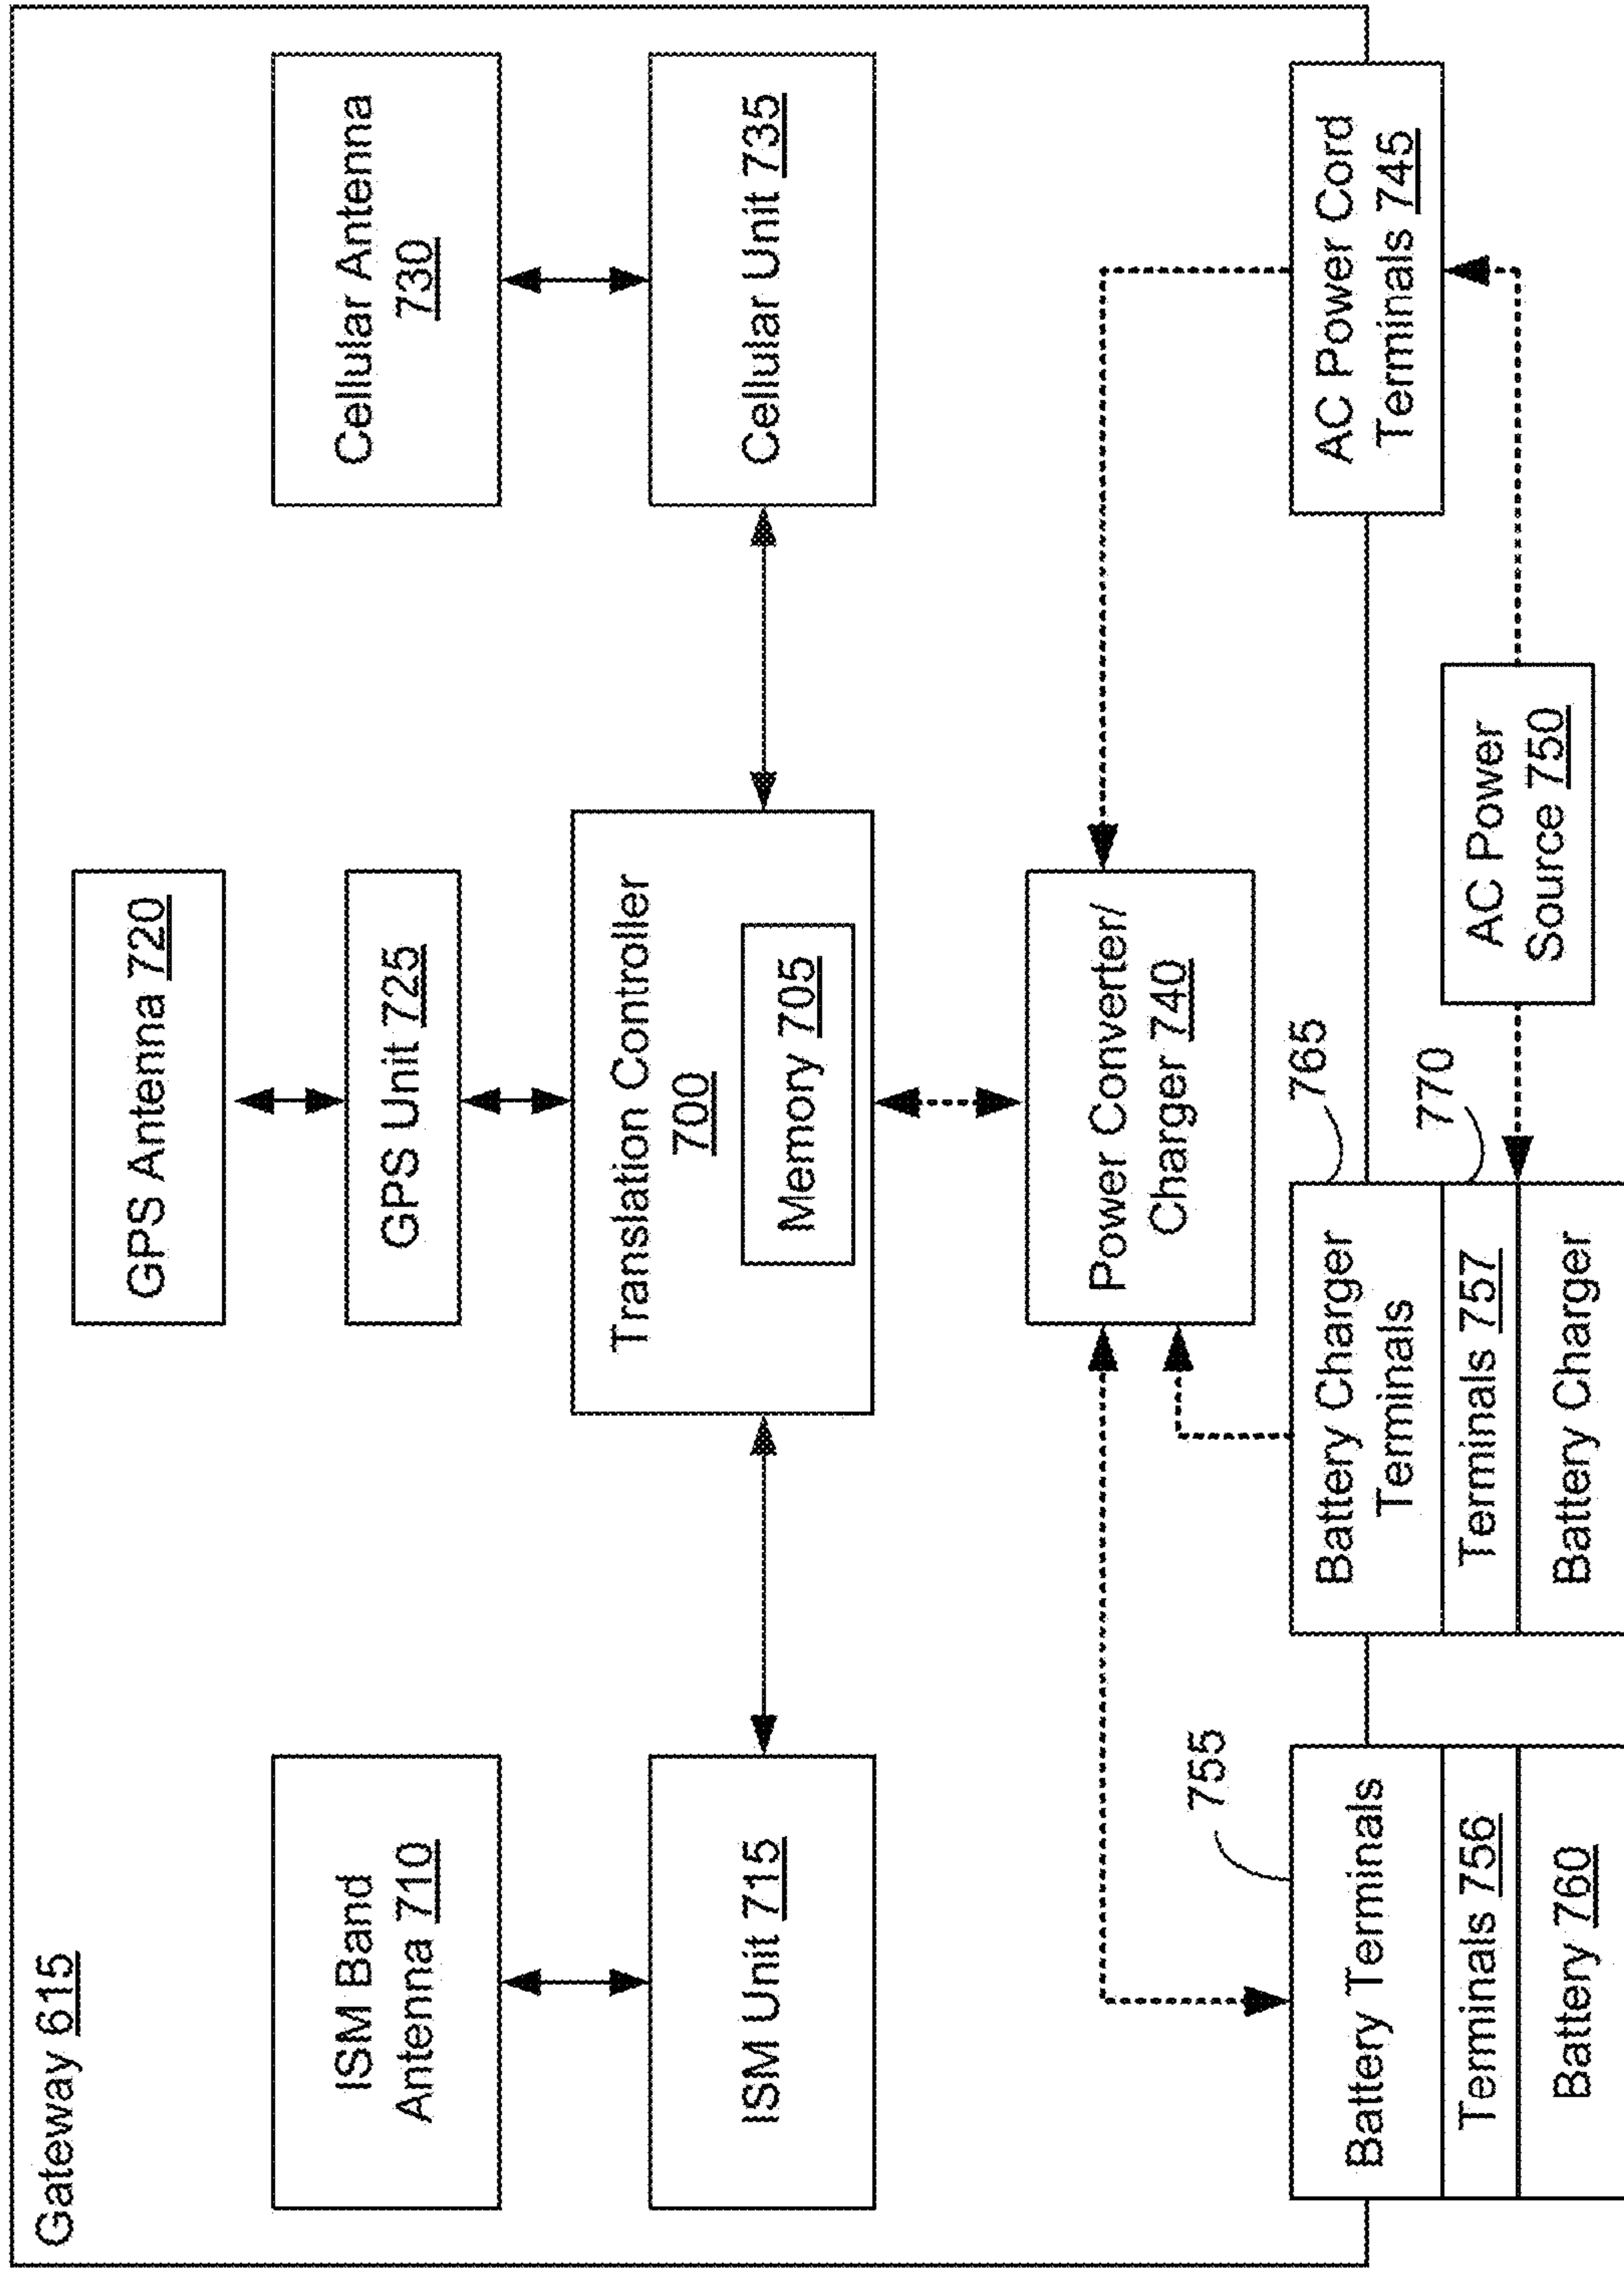 Gateway 615
GPS Antenna 720
GPS Unit 725
ISM Band
Antenna 710
Cellular Antenna
730
Translation Controller
700
Memory 705
ISM Unit 715
Cellular Unit 735
Power Converter/
Charger 740
755
Battery Terminals
Terminals 756
Battery 760
765
Battery Charger
Terminals
770
Terminals 757
Battery Charger
AC Power
Source 750
AC Power Cord
Terminals 745